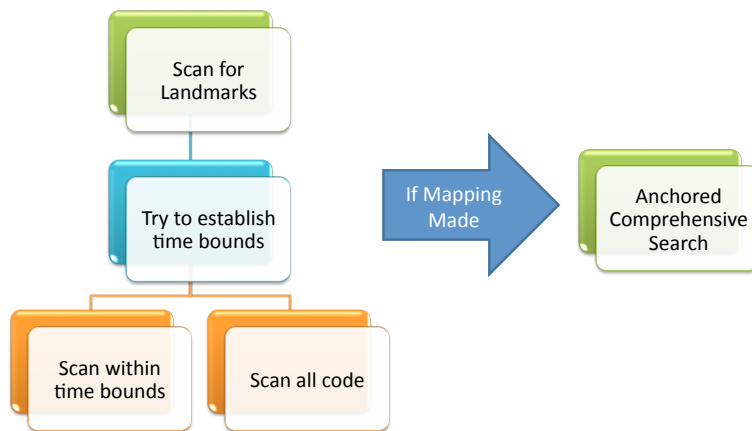 Scan for
Landmarks
Try to establish
time bounds
If Mapping
Made
Anchored
Comprehensive
Search
Scan within
time bounds
Scan all code